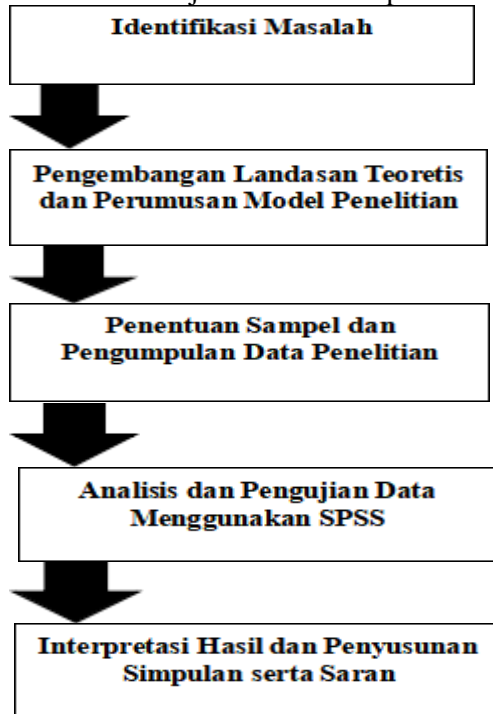 Identifikasi Masalah
Pengembangan Landasan Teoretis
dan Perumusan Model Penelitian
Penentuan Sampel dan
Pengumpulan Data Penelitian
Analisis dan Pengujian Data
Menggunakan SPSS
Interpretasi Hasil dan Penyusunan
Simpulan serta Saran